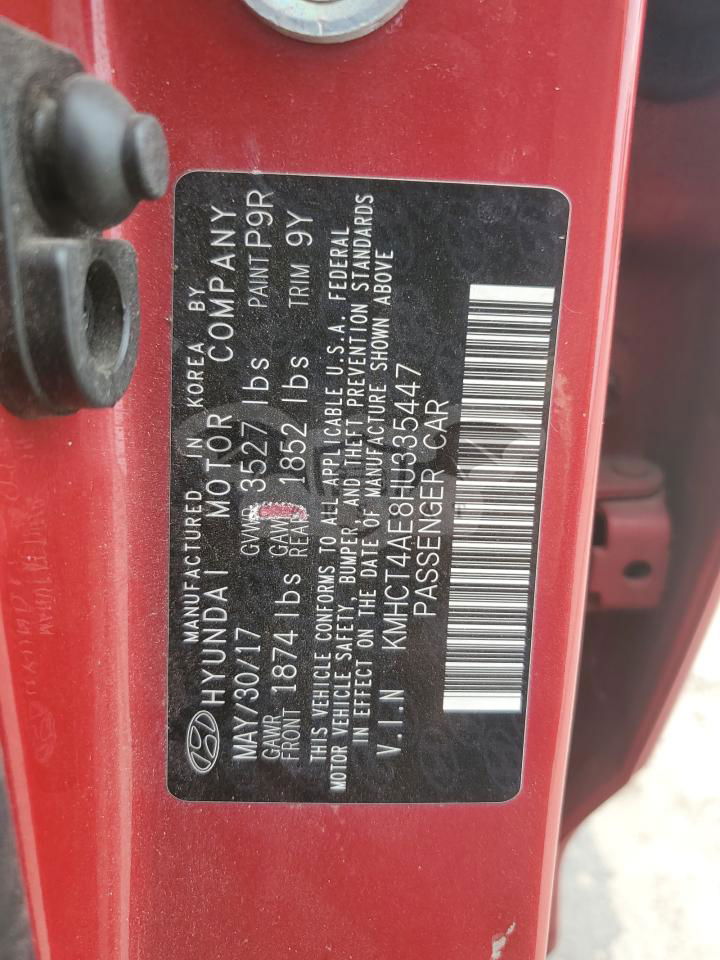 MANUFACTURED IN KOREA BY
HYUNDAI MOTOR COMPANY
MAY/30/17 GVWR 3527 lbs PAINT P9R
GAWR FRONT 1874 lbs GAWR REAR 1852 lbs TRIM 9Y
THIS VEHICLE CONFORMS TO ALL APPLICABLE U.S.A. FEDERAL
MOTOR VEHICLE SAFETY, BUMPER, AND THEFT PREVENTION STANDARDS
IN EFFECT ON THE DATE OF MANUFACTURE SHOWN ABOVE
V.I.N KMHCT4AE8HU335447
PASSENGER CAR